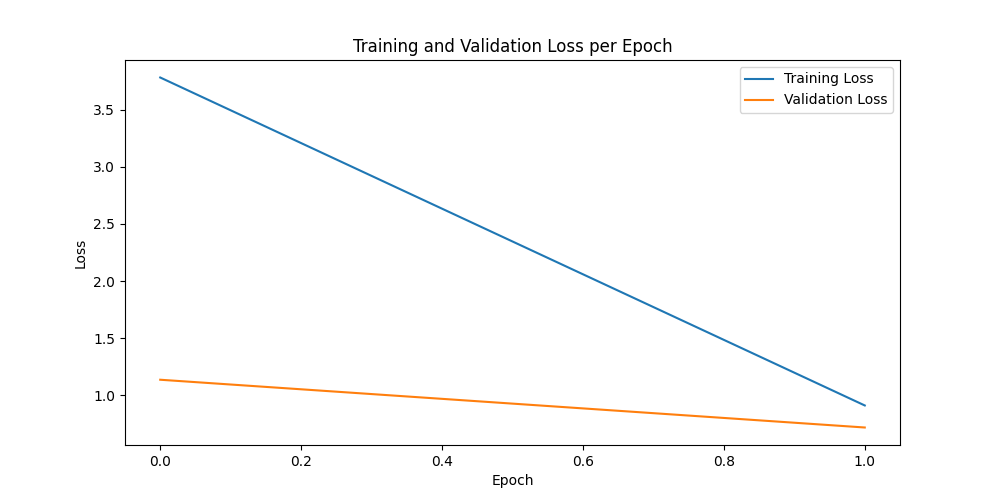 Training and Validation Loss per Epoch
Training Loss
Validation Loss
3.5
3.0
2.5
2.0
1.5
1.0
Loss
0.0 0.2 0.4 0.6 0.8 1.0
Epoch